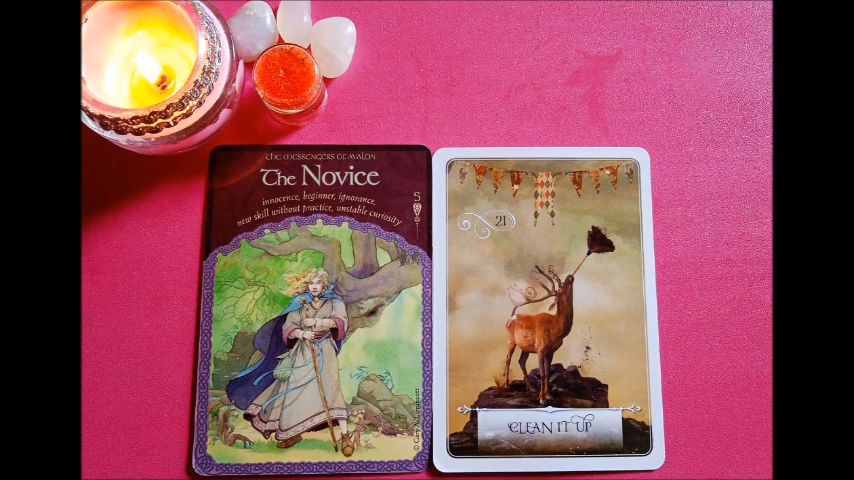 THE MESSENGERS OF AVALON
The Novice
innocence, beginner, ignorance,
new skill without practice, unstable curiosity
5
21
CLEAN IT UP